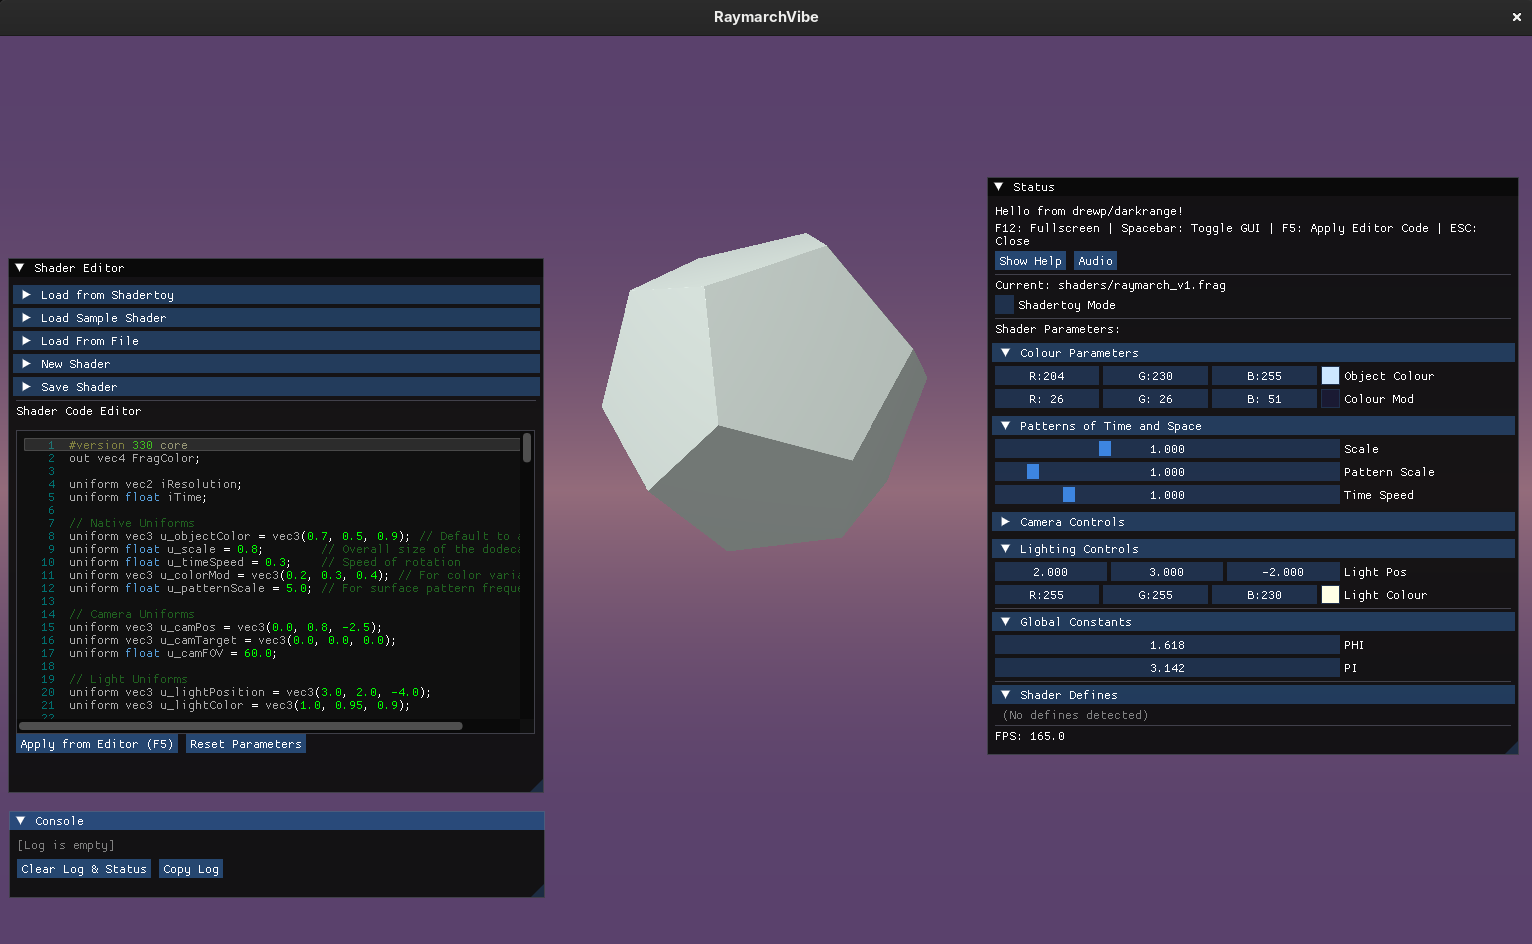 RaymarchVibe
Shader Editor
Load from Shadertoy
Load Sample Shader
Load From File
New Shader
Save Shader
Shader Code Editor
1 #version 330 core
2 out vec4 FragColor;
3
4 uniform vec2 iResolution;
5 uniform float iTime;
6
7 // Native Uniforms
8 uniform vec3 u_objectColor = vec3(0.7, 0.5, 0.9); // Default to
9 uniform float u_scale = 0.8; // Overall size of the dodeca
10 uniform float u_timeSpeed = 0.3; // Speed of rotation
11 uniform vec3 u_colorMod = vec3(0.2, 0.3, 0.4); // For color varia
12 uniform float u_patternScale = 5.0; // For surface pattern freque
13
14 // Camera Uniforms
15 uniform vec3 u_camPos = vec3(0.0, 0.8, -2.5);
16 uniform vec3 u_camTarget = vec3(0.0, 0.0, 0.0);
17 uniform float u_camFOV = 60.0;
18
19 // Light Uniforms
20 uniform vec3 u_lightPosition = vec3(3.0, 2.0, -4.0);
21 uniform vec3 u_lightColor = vec3(1.0, 0.95, 0.9);
22
Apply from Editor (F5) Reset Parameters
Console
[Log is empty]
Clear Log & Status Copy Log
Status
Hello from drewp/darkrange!
F12: Fullscreen | Spacebar: Toggle GUI | F5: Apply Editor Code | ESC:
Close
Show Help Audio
Current: shaders/raymarch_v1.frag
Shadertoy Mode
Shader Parameters:
Colour Parameters
R:204 G:230 B:255 Object Colour
R: 26 G: 26 B: 51 Colour Mod
Patterns of Time and Space
1.000 Scale
1.000 Pattern Scale
1.000 Time Speed
Camera Controls
Lighting Controls
2.000 3.000 -2.000 Light Pos
R:255 G:255 B:230 Light Colour
Global Constants
1.618 PHI
3.142 PI
Shader Defines
(No defines detected)
FPS: 165.0